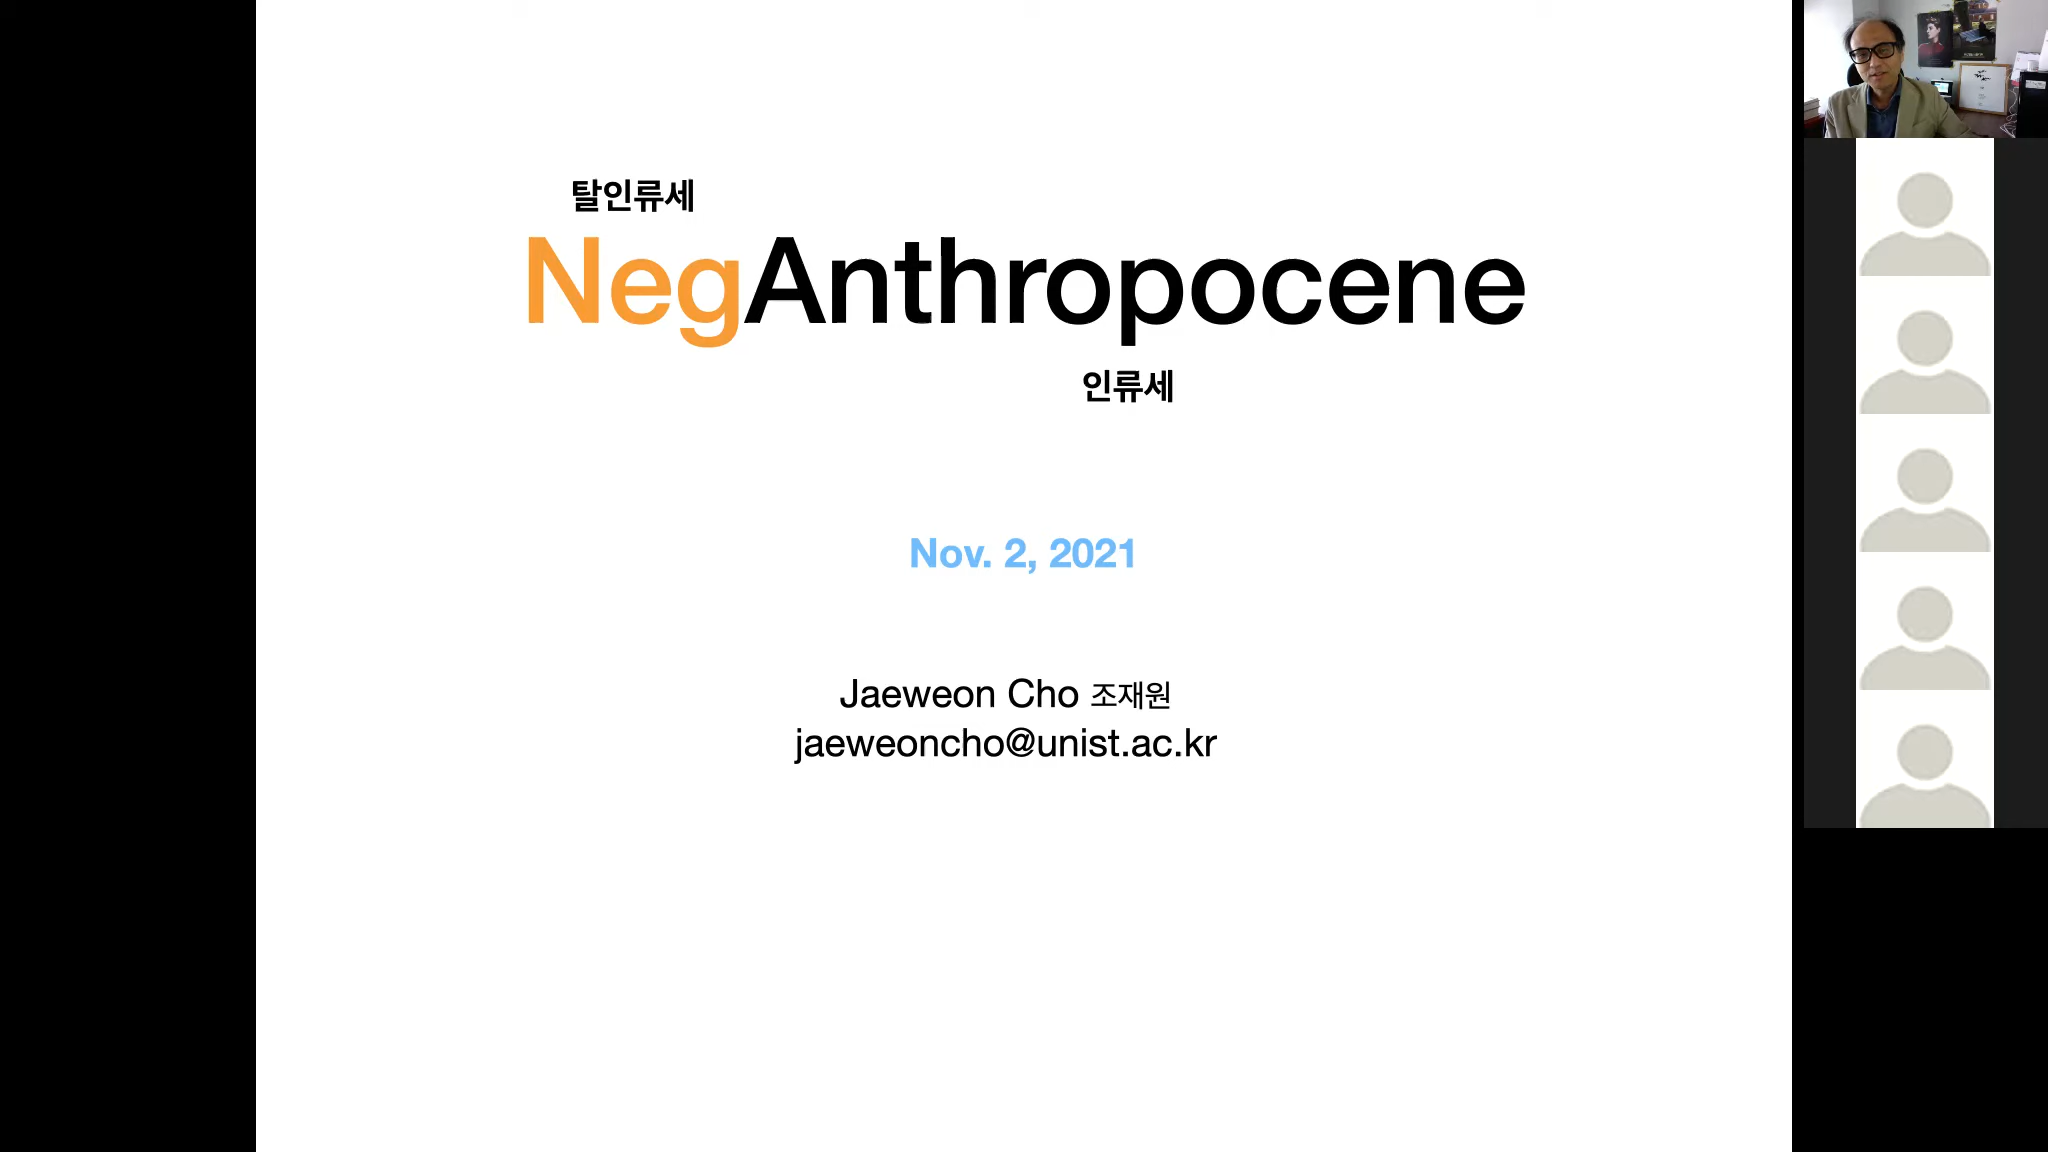 탈인류세
NegAnthropocene
인류세
Nov. 2, 2021
Jaeweon Cho 조재원
jaeweoncho@unist.ac.kr